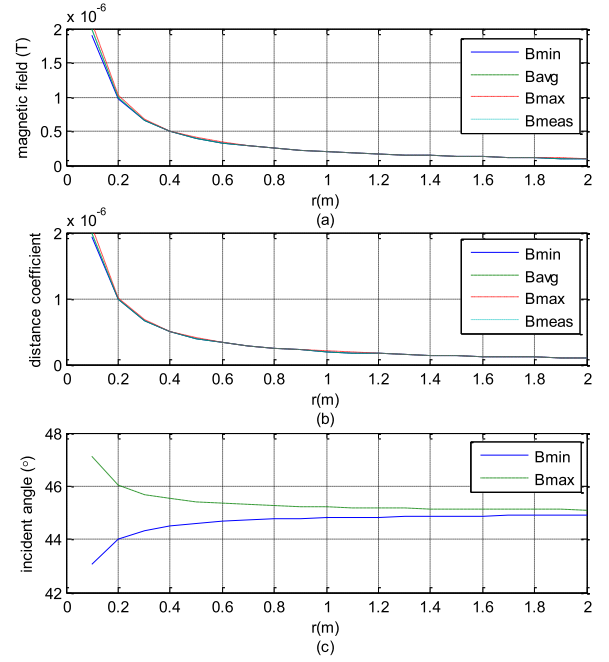 x 10^-6
2
1.5
1
0.5
0
magnetic field (T)
Bmin
Bavg
Bmax
Bmeas
0 0.2 0.4 0.6 0.8 1 1.2 1.4 1.6 1.8 2
r(m)
(a)
x 10^-6
2
1
0
distance coefficient
Bmin
Bavg
Bmax
Bmeas
0 0.2 0.4 0.6 0.8 1 1.2 1.4 1.6 1.8 2
r(m)
(b)
48
46
44
42
incident angle (○)
Bmin
Bmax
0 0.2 0.4 0.6 0.8 1 1.2 1.4 1.6 1.8 2
r(m)
(c)